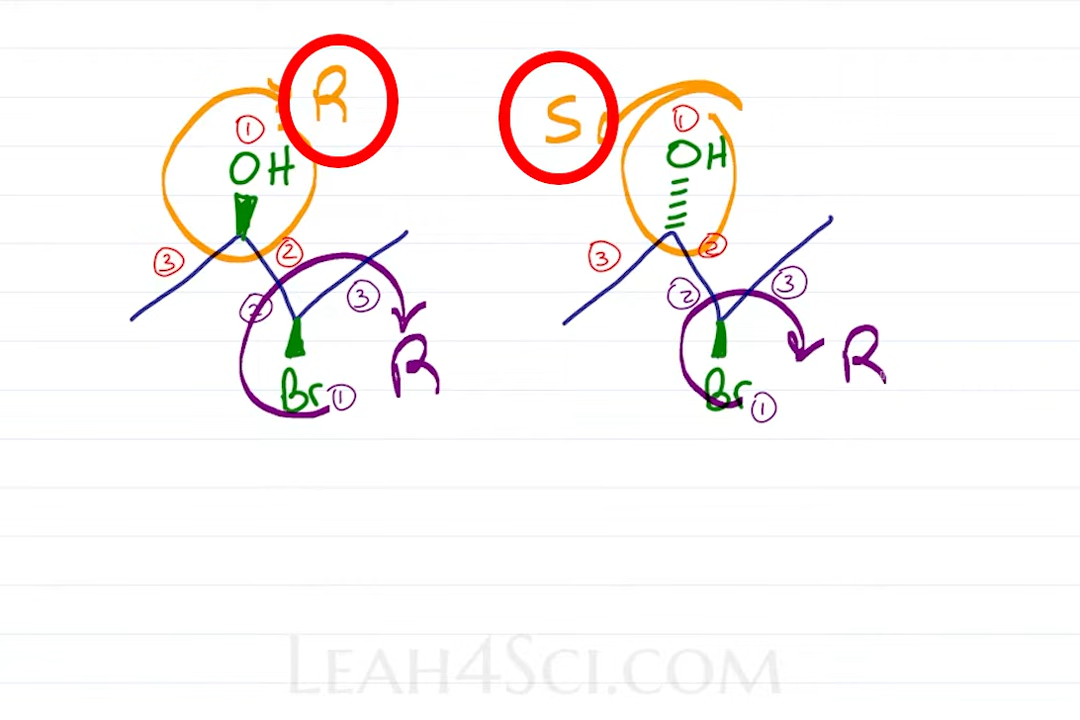 R
S
① ①
OH OH
③ ② ③ ②
② ③ ② ③
R R
Br ① Br ①
LEAH4SCI.COM